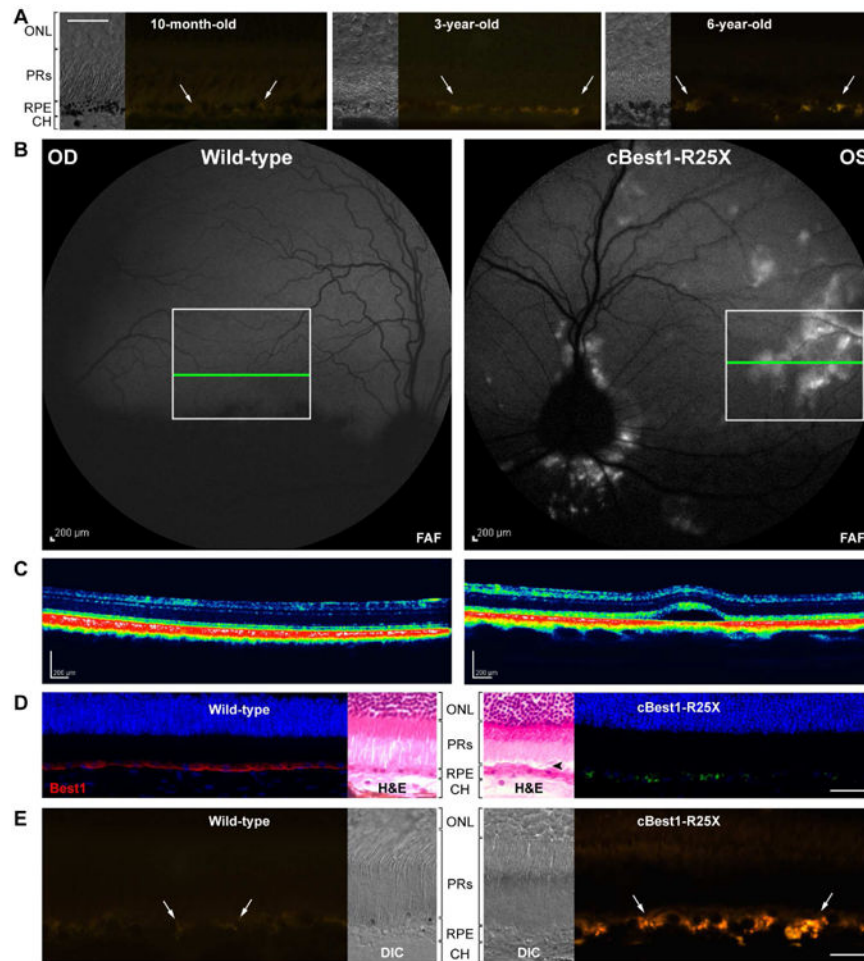 A
10-month-old
3-year-old
6-year-old
ONL
PRs
RPE
CH
B
OD
Wild-type
cBest1-R25X
OS
200 µm
FAF
200 µm
FAF
C
200 µm
200 µm
D
Wild-type
ONL
cBest1-R25X
PRs
RPE
Best1
H&E
CH
H&E
E
Wild-type
ONL
cBest1-R25X
PRs
RPE
DIC
CH
DIC